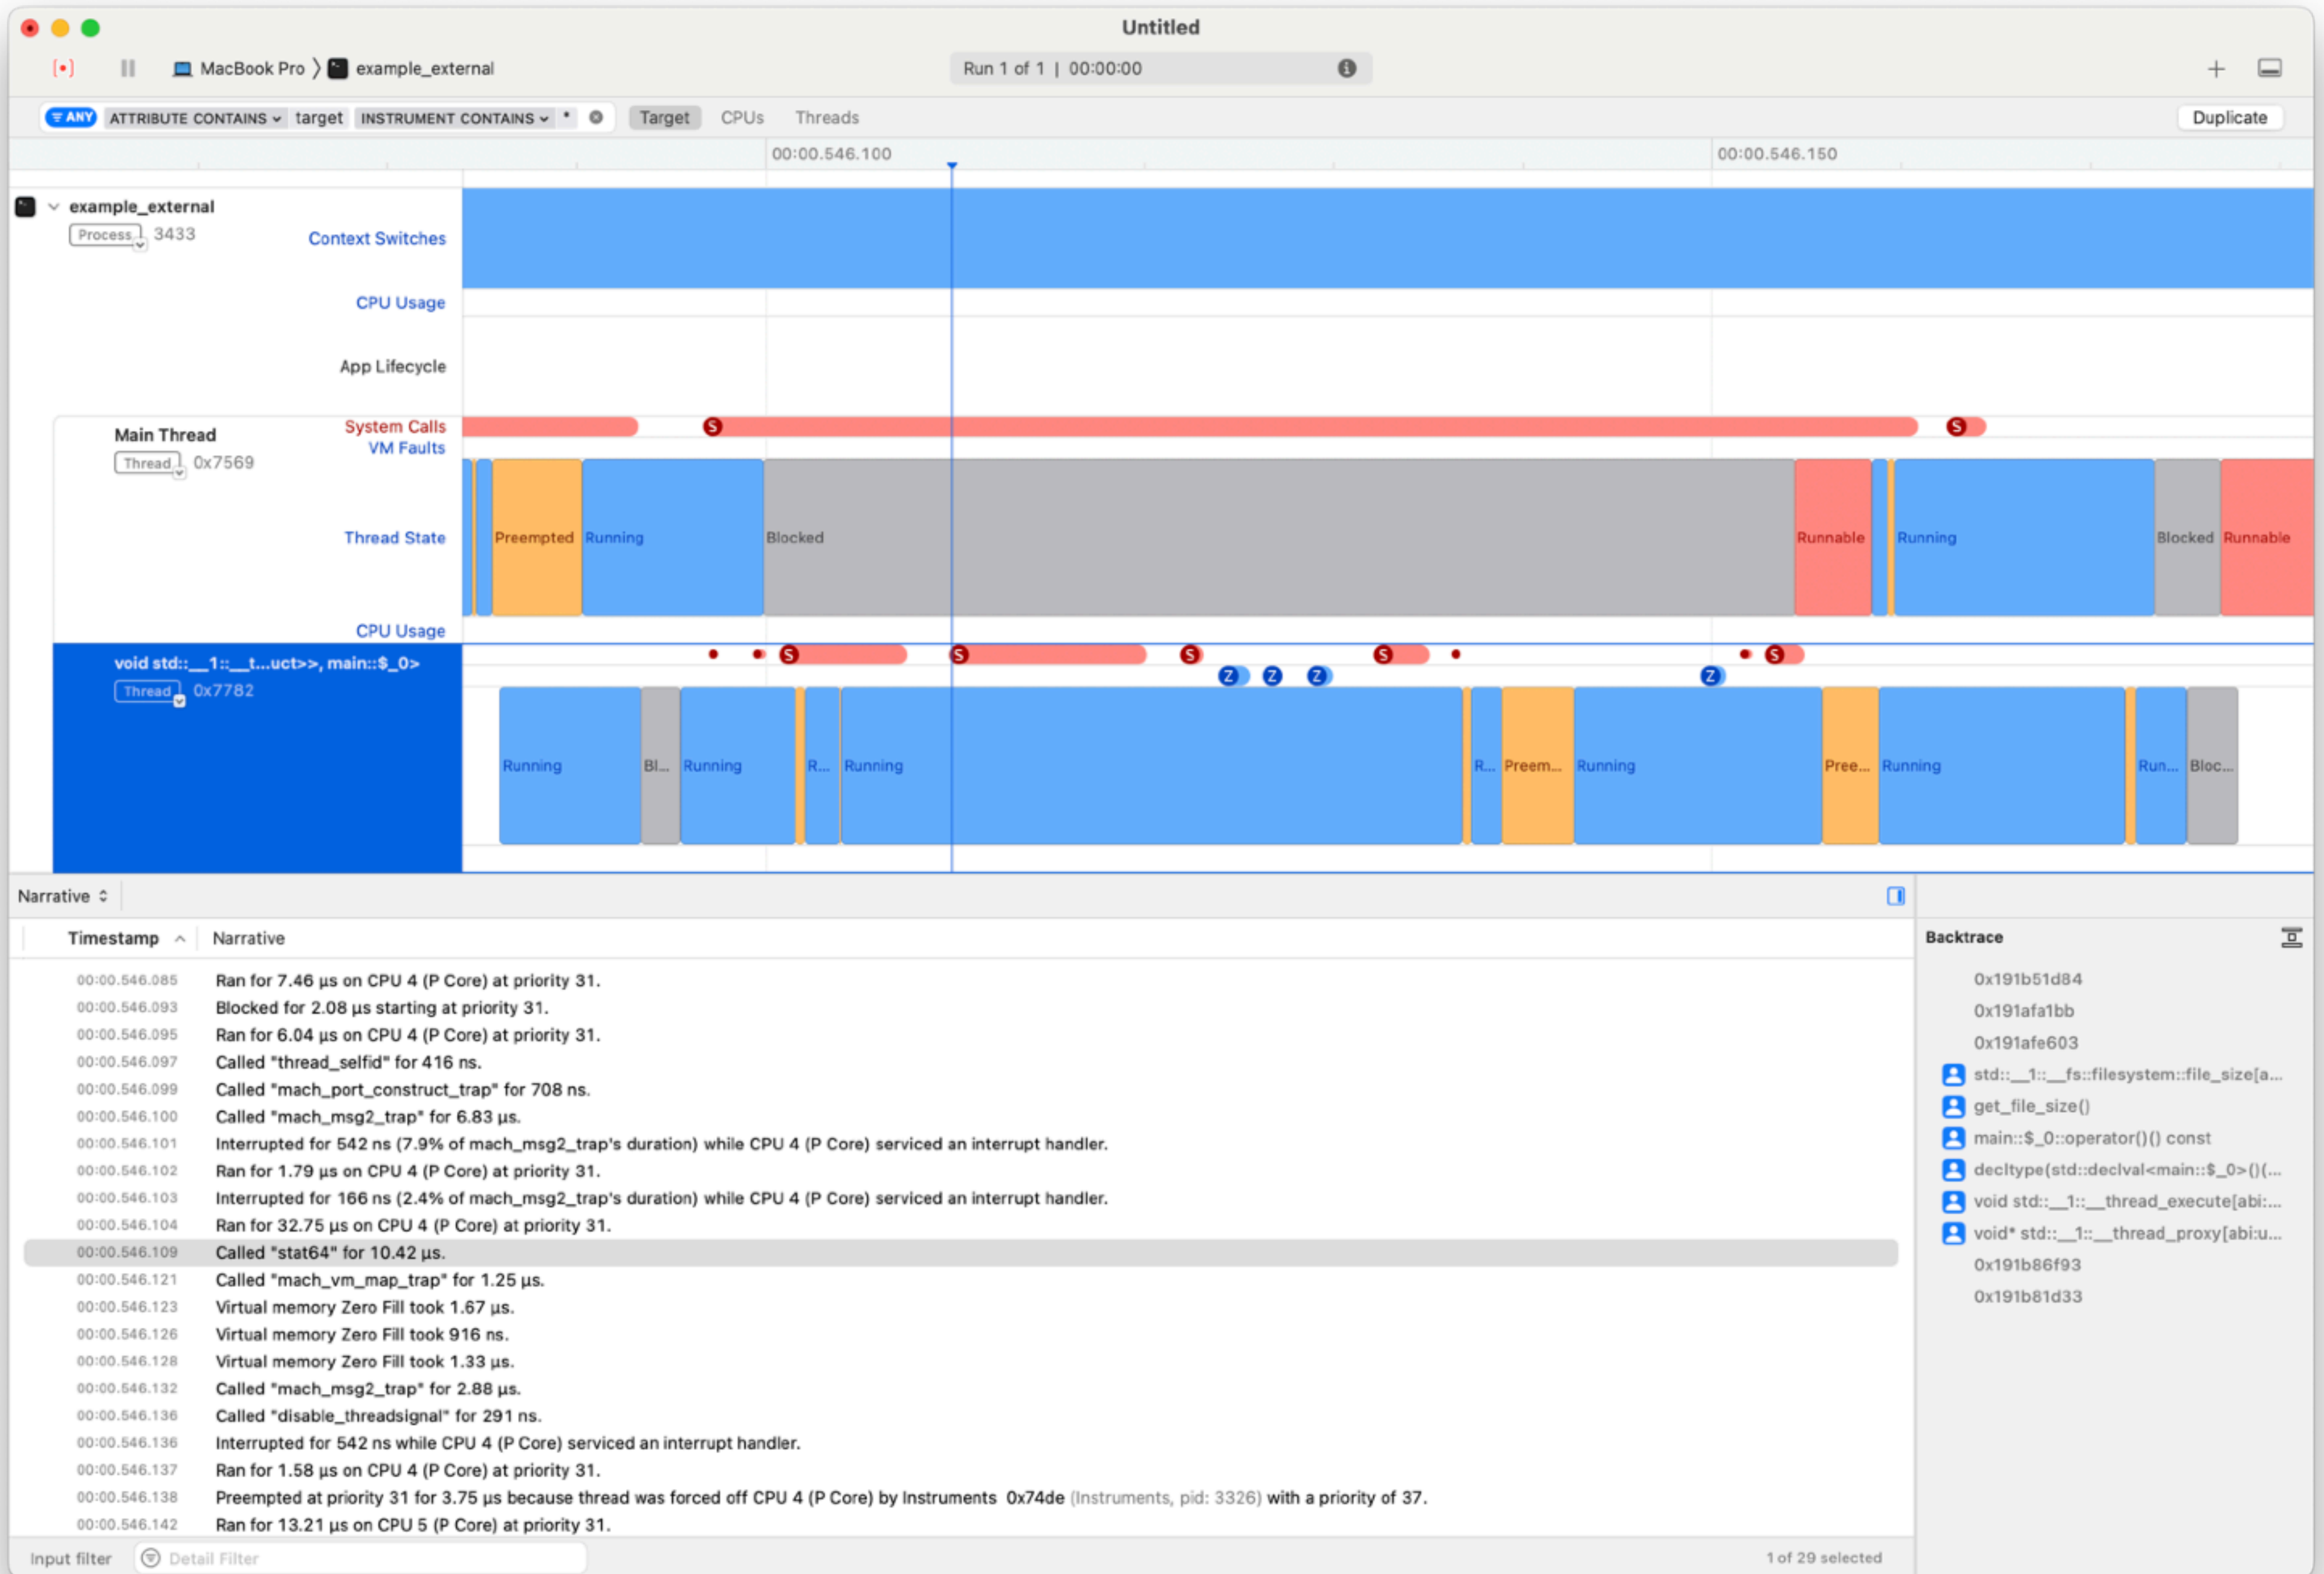 Untitled
MacBook Pro 〉 example_external
Run 1 of 1 | 00:00:00
ANY ATTRIBUTE CONTAINS target INSTRUMENT CONTAINS * Target CPUs Threads Duplicate
00:00.546.100 00:00.546.150
example_external
Process 3433
Context Switches
CPU Usage
App Lifecycle
System Calls S S
Main Thread
VM Faults
Thread 0x7569
Thread State Preempted Running Blocked Runnable Running Blocked Runnable
CPU Usage
void std::__1::__t...uct>>, main::$_0> S S S S S
Z Z Z Z
Thread 0x7782
Running Bl... Running R... Running R... Preem... Running Pree... Running Run... Bloc...
Narrative
Timestamp Narrative
00:00.546.085 Ran for 7.46 µs on CPU 4 (P Core) at priority 31.
00:00.546.093 Blocked for 2.08 µs starting at priority 31.
00:00.546.095 Ran for 6.04 µs on CPU 4 (P Core) at priority 31.
00:00.546.097 Called "thread_selfid" for 416 ns.
00:00.546.099 Called "mach_port_construct_trap" for 708 ns.
00:00.546.100 Called "mach_msg2_trap" for 6.83 µs.
00:00.546.101 Interrupted for 542 ns (7.9% of mach_msg2_trap's duration) while CPU 4 (P Core) serviced an interrupt handler.
00:00.546.102 Ran for 1.79 µs on CPU 4 (P Core) at priority 31.
00:00.546.103 Interrupted for 166 ns (2.4% of mach_msg2_trap's duration) while CPU 4 (P Core) serviced an interrupt handler.
00:00.546.104 Ran for 32.75 µs on CPU 4 (P Core) at priority 31.
00:00.546.109 Called "stat64" for 10.42 µs.
00:00.546.121 Called "mach_vm_map_trap" for 1.25 µs.
00:00.546.123 Virtual memory Zero Fill took 1.67 µs.
00:00.546.126 Virtual memory Zero Fill took 916 ns.
00:00.546.128 Virtual memory Zero Fill took 1.33 µs.
00:00.546.132 Called "mach_msg2_trap" for 2.88 µs.
00:00.546.136 Called "disable_threadsignal" for 291 ns.
00:00.546.136 Interrupted for 542 ns while CPU 4 (P Core) serviced an interrupt handler.
00:00.546.137 Ran for 1.58 µs on CPU 4 (P Core) at priority 31.
00:00.546.138 Preempted at priority 31 for 3.75 µs because thread was forced off CPU 4 (P Core) by Instruments 0x74de (Instruments, pid: 3326) with a priority of 37.
00:00.546.142 Ran for 13.21 µs on CPU 5 (P Core) at priority 31.
Input filter Detail Filter 1 of 29 selected
Backtrace
0x191b51d84
0x191afa1bb
0x191afe603
std::__1::__fs::filesystem::file_size[a...
get_file_size()
main::$_0::operator()() const
decltype(std::declval<main::$_0>()(...
void std::__1::__thread_execute[abi:...
void* std::__1::__thread_proxy[abi:u...
0x191b86f93
0x191b81d33